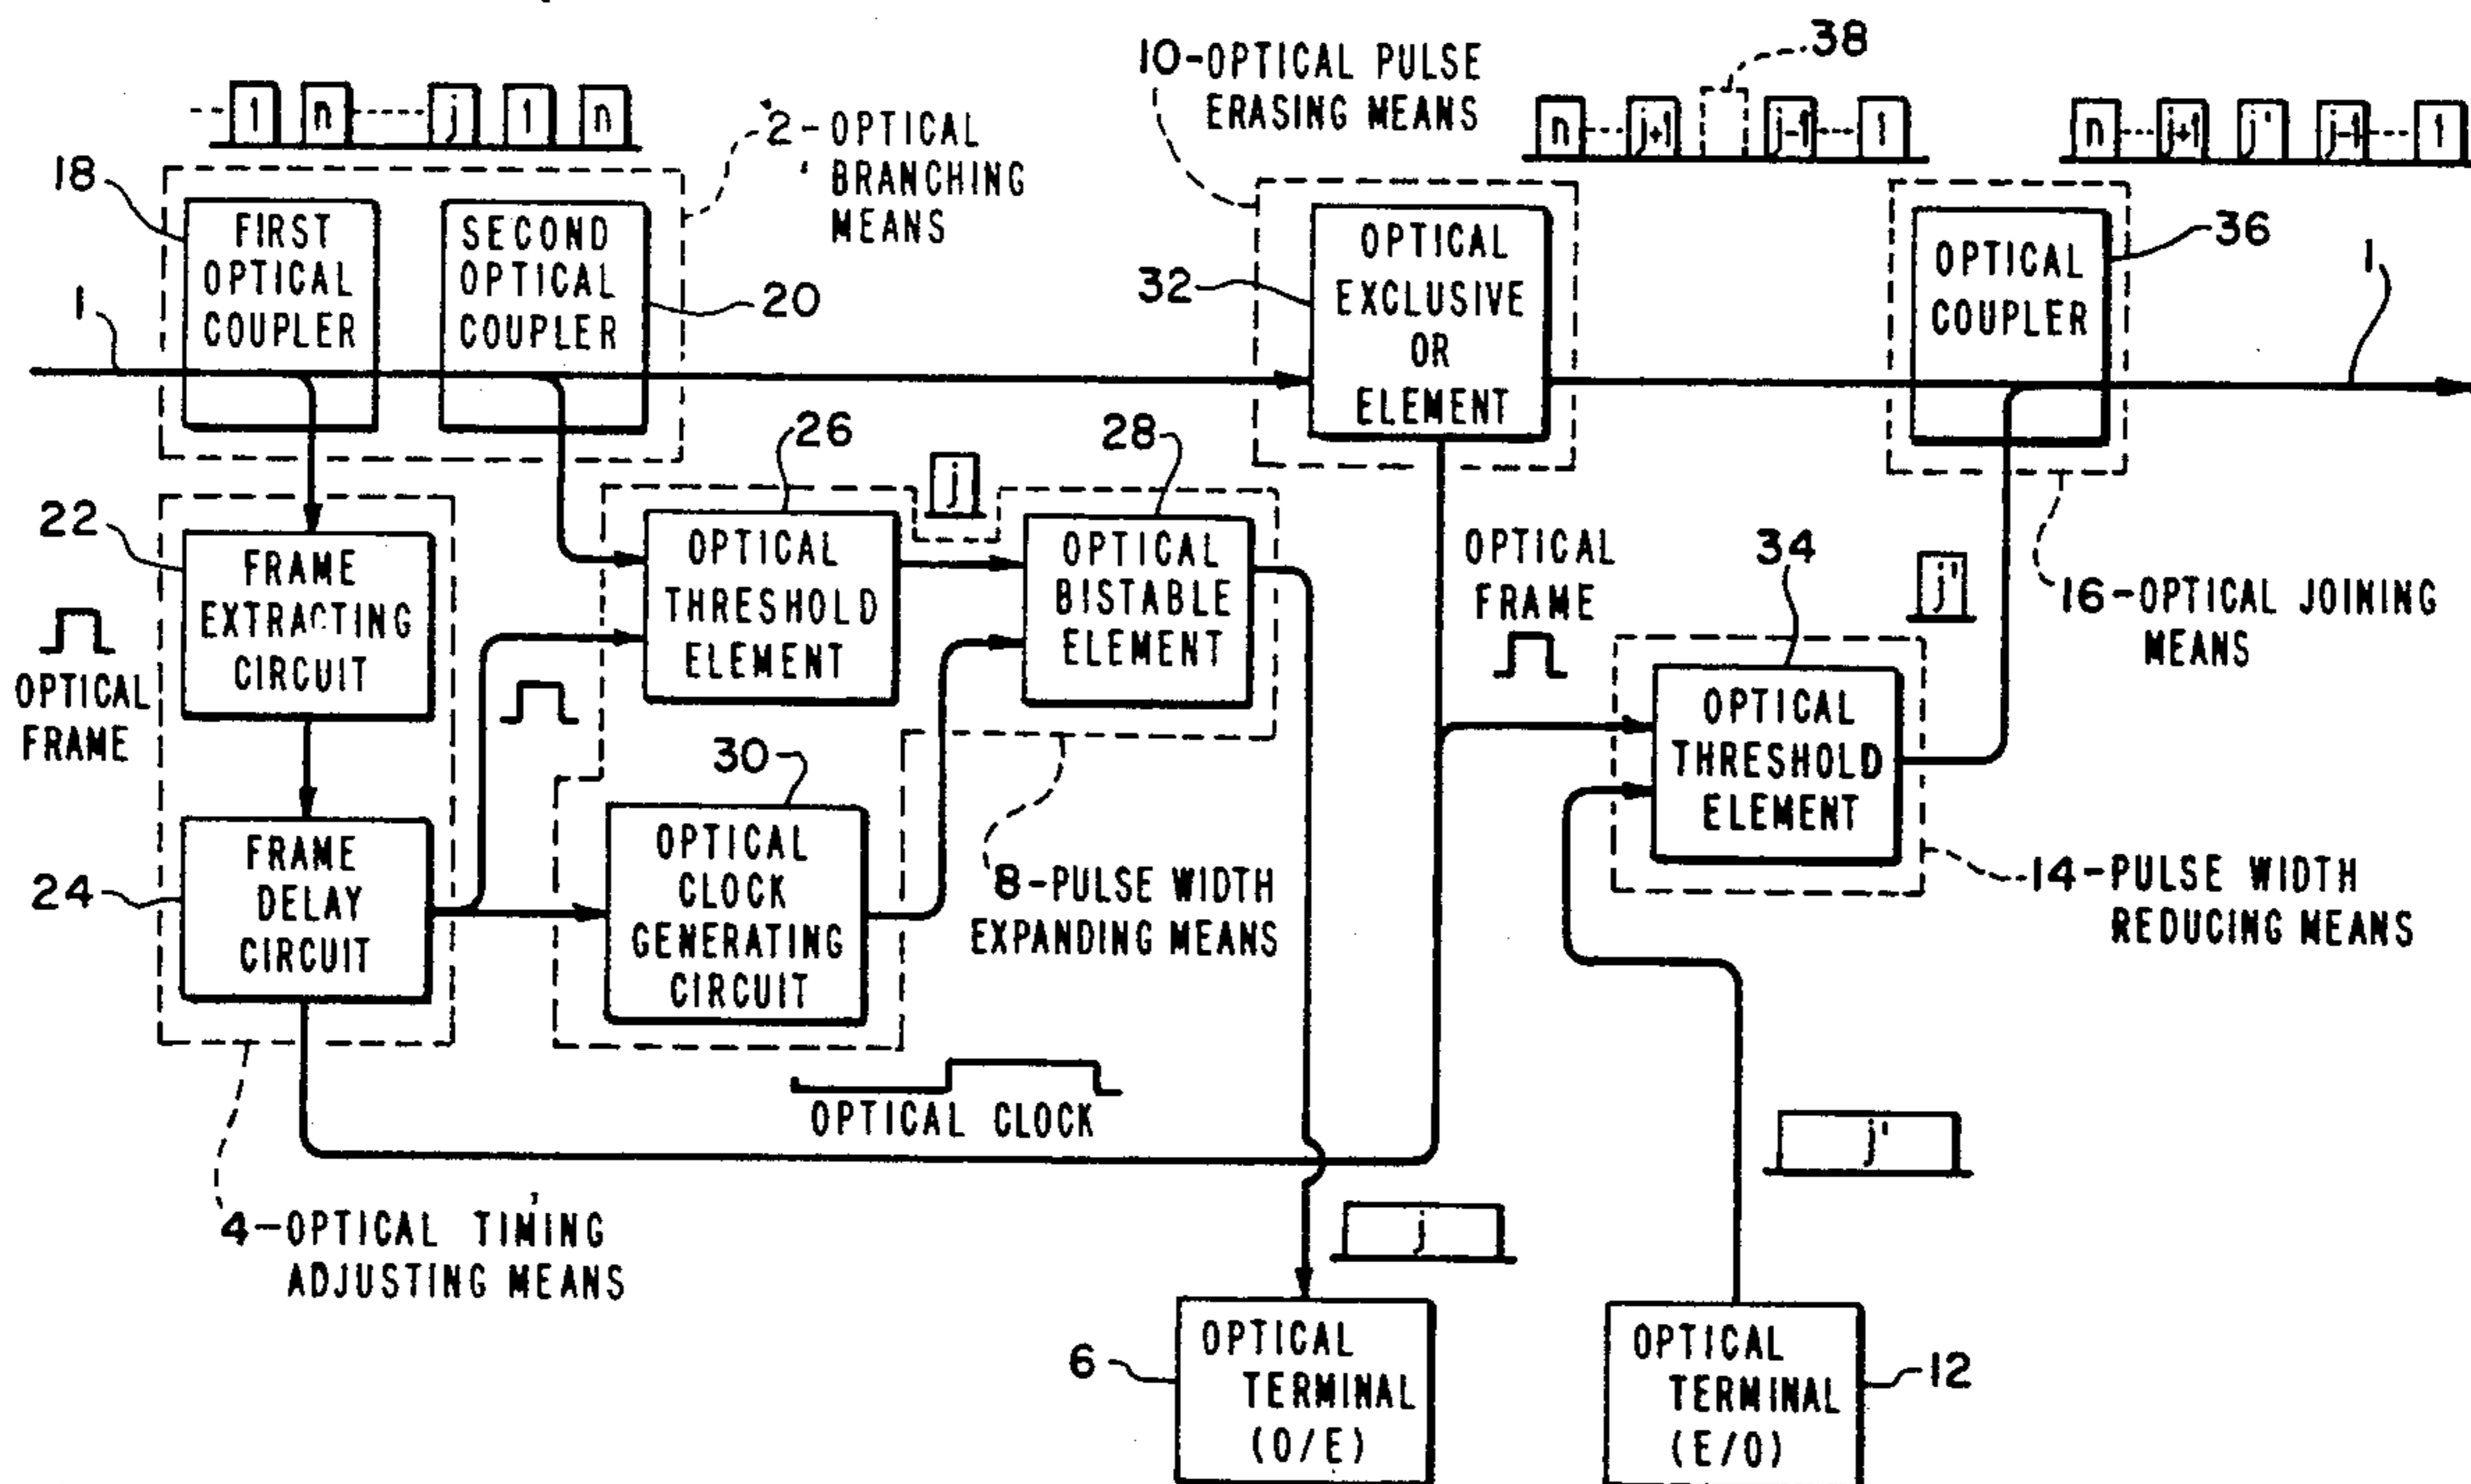 38
10-OPTICAL PULSE
ERASING MEANS
1 n j 1 n
n j+1 j-1 1
n j+1 j' j-1 1
2-OPTICAL
BRANCHING
MEANS
18
FIRST
OPTICAL
COUPLER
SECOND
OPTICAL
COUPLER
20
1
32
OPTICAL
EXCLUSIVE
OR
ELEMENT
OPTICAL
COUPLER
36
1
22
FRAME
EXTRACTING
CIRCUIT
OPTICAL
FRAME
26
OPTICAL
THRESHOLD
ELEMENT
j
28
OPTICAL
BISTABLE
ELEMENT
OPTICAL
FRAME
34
j'
16-OPTICAL JOINING
MEANS
OPTICAL
THRESHOLD
ELEMENT
24
FRAME
DELAY
CIRCUIT
30
OPTICAL
CLOCK
GENERATING
CIRCUIT
8-PULSE WIDTH
EXPANDING MEANS
14-PULSE WIDTH
REDUCING MEANS
OPTICAL CLOCK
j'
4-OPTICAL TIMING
ADJUSTING MEANS
j
6
OPTICAL
TERMINAL
(O/E)
OPTICAL
TERMINAL
(E/O)
12